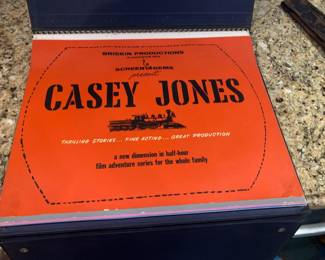 BRISKIN PRODUCTIONS
SCREEN GEMS
present
CASEY JONES
THRILLING STORIES... FINE ACTING... GREAT PRODUCTION
a new dimension in half-hour
film adventure series for the whole family